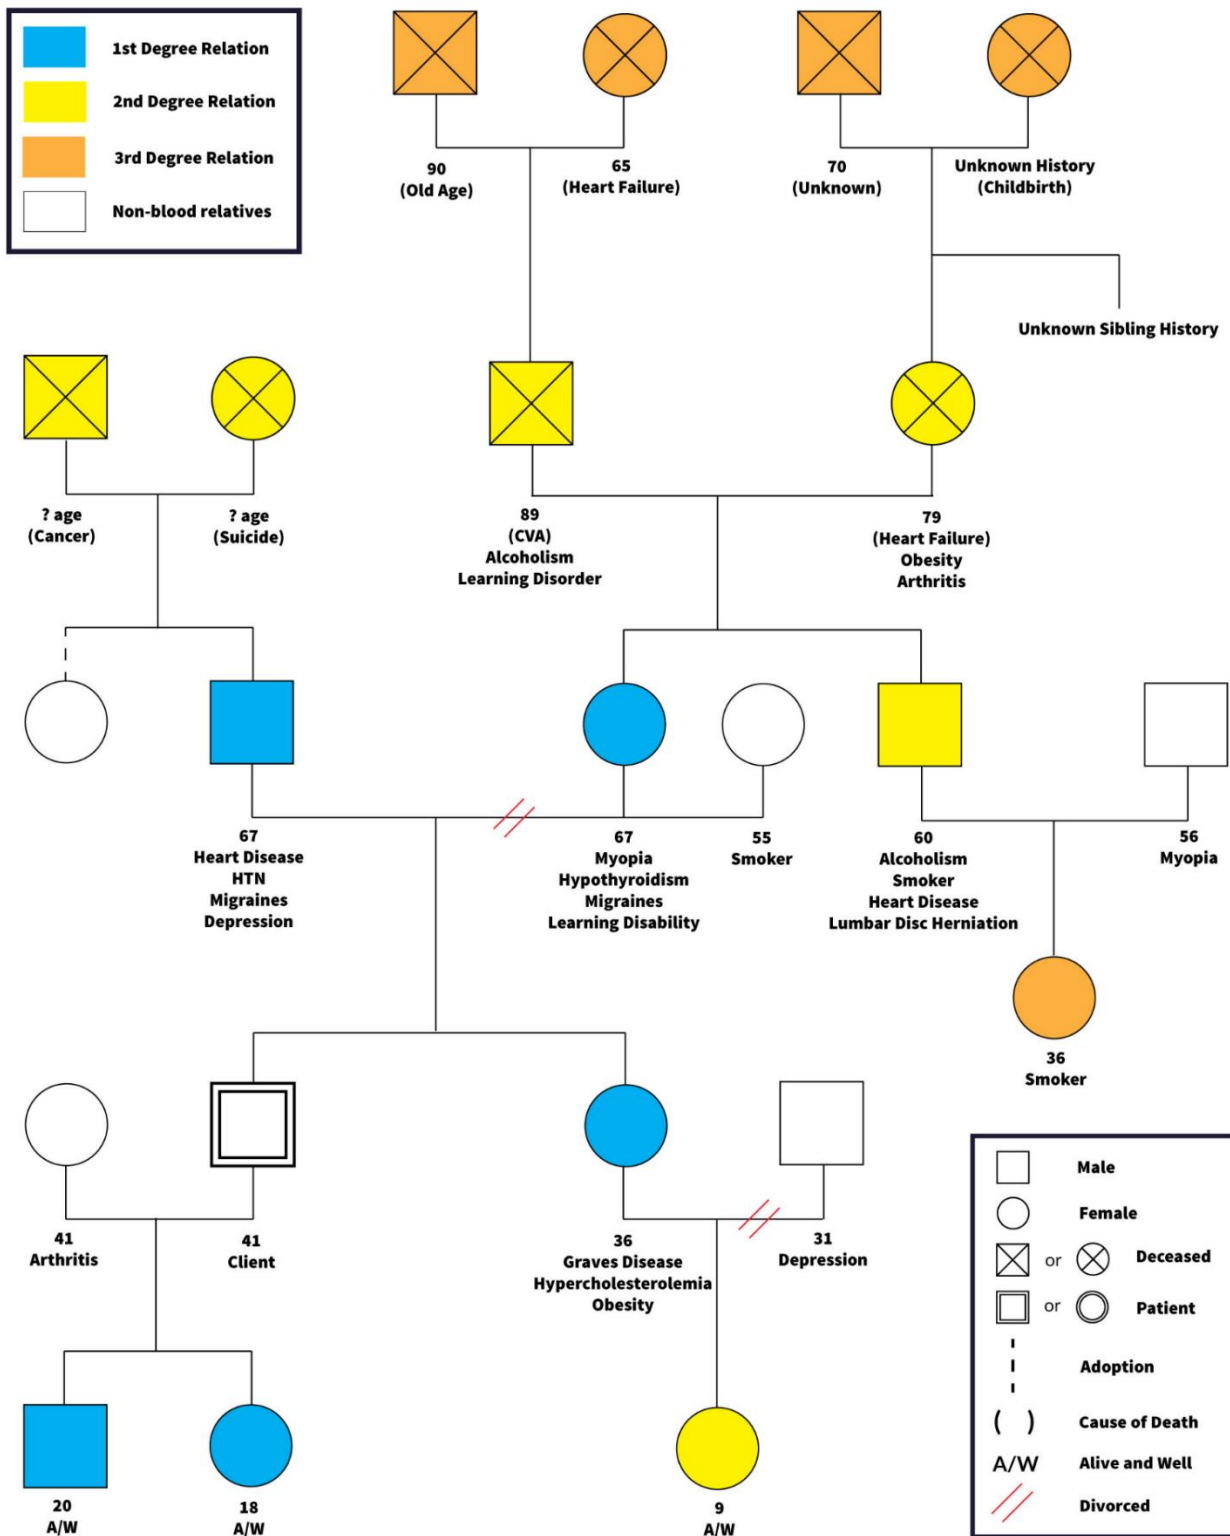 1st Degree Relation
2nd Degree Relation
3rd Degree Relation
Non-blood relatives
90
(Old Age)
65
(Heart Failure)
70
(Unknown)
Unknown History
(Childbirth)
Unknown Sibling History
? age
(Cancer)
? age
(Suicide)
89
(CVA)
Alcoholism
Learning Disorder
79
(Heart Failure)
Obesity
Arthritis
67
Heart Disease
HTN
Migraines
Depression
67
Myopia
Hypothyroidism
Migraines
Learning Disability
55
Smoker
60
Alcoholism
Smoker
Heart Disease
Lumbar Disc Herniation
56
Myopia
36
Smoker
41
Arthritis
41
Client
36
Graves Disease
Hypercholesterolemia
Obesity
31
Depression
20
A/W
18
A/W
9
A/W
Male
Female
or Deceased
or Patient
Adoption
( ) Cause of Death
A/W Alive and Well
Divorced